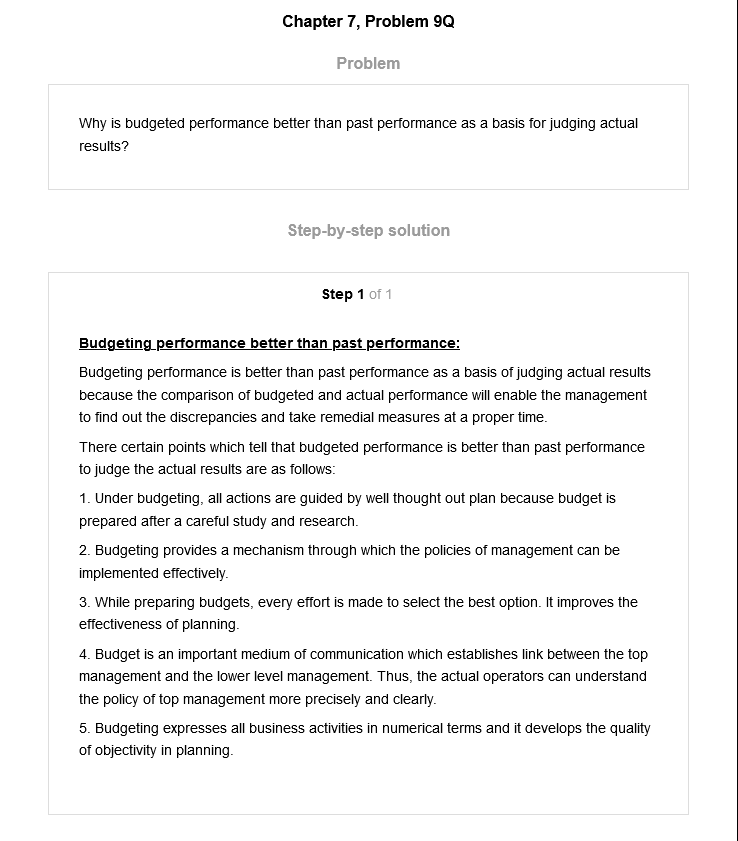 Chapter 7, Problem 9Q
Problem
Why is budgeted performance better than past performance as a basis for judging actual
results?
Step-by-step solution
Step 1 of 1
Budgeting performance better than past performance:
Budgeting performance is better than past performance as a basis of judging actual results
because the comparison of budgeted and actual performance will enable the management
to find out the discrepancies and take remedial measures at a proper time.
There certain points which tell that budgeted performance is better than past performance
to judge the actual results are as follows:
1. Under budgeting, all actions are guided by well thought out plan because budget is
prepared after a careful study and research.
2. Budgeting provides a mechanism through which the policies of management can be
implemented effectively.
3. While preparing budgets, every effort is made to select the best option. It improves the
effectiveness of planning.
4. Budget is an important medium of communication which establishes link between the top
management and the lower level management. Thus, the actual operators can understand
the policy of top management more precisely and clearly.
5. Budgeting expresses all business activities in numerical terms and it develops the quality
of objectivity in planning.